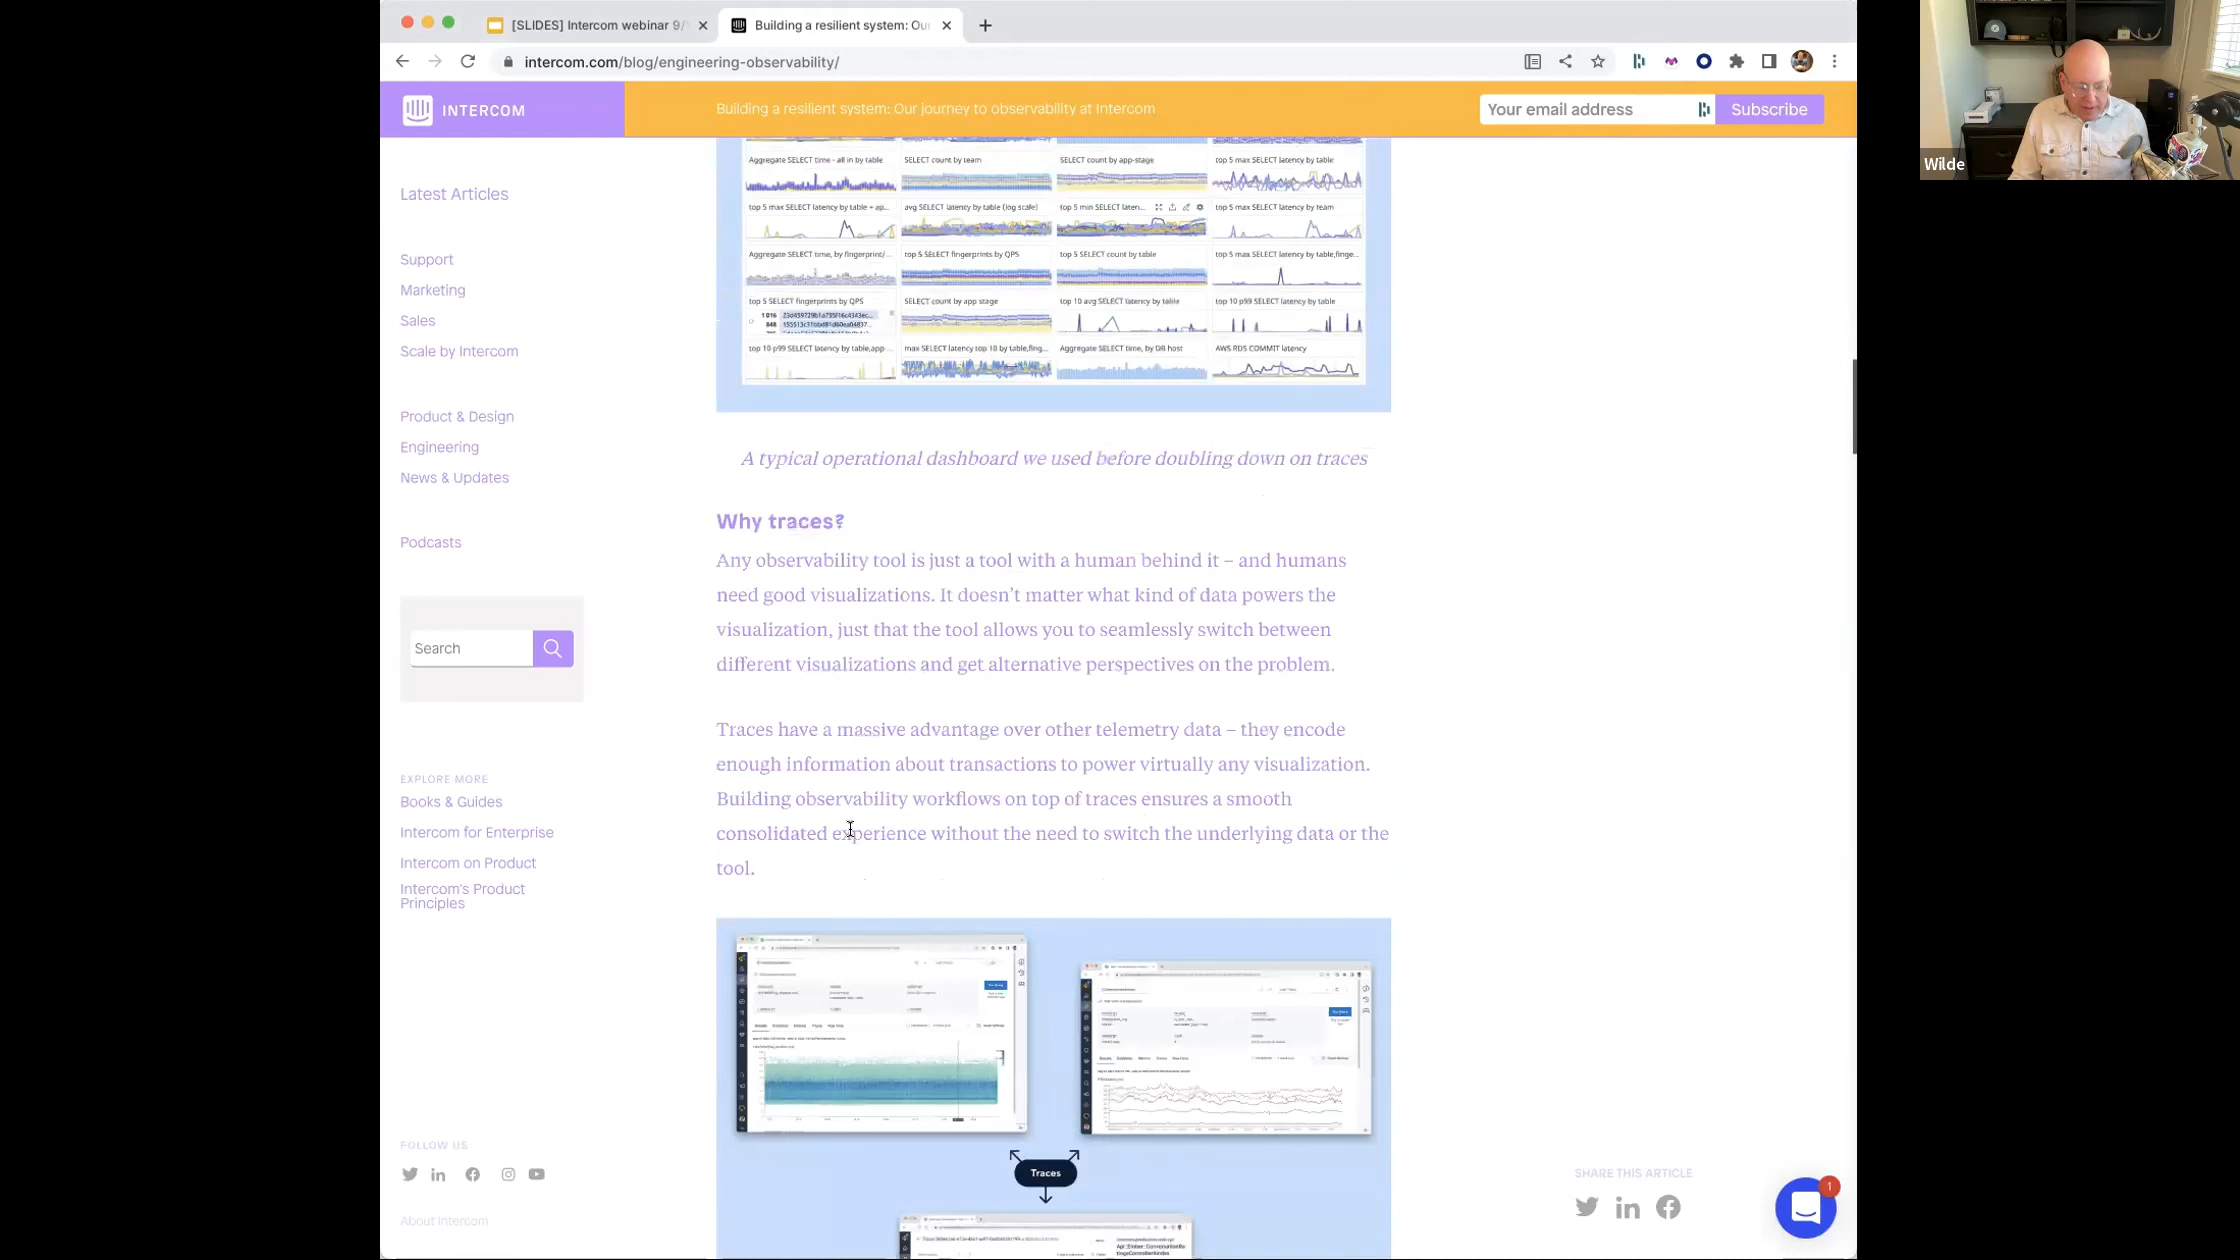 [SLIDES] Intercom webinar 9/
Building a resilient system: Ou
intercom.com/blog/engineering-observability/
INTERCOM
Building a resilient system: Our journey to observability at Intercom
Your email address
Subscribe
Wilde
Latest Articles
Support
Marketing
Sales
Scale by Intercom
Product & Design
Engineering
News & Updates
Podcasts
Search
EXPLORE MORE
Books & Guides
Intercom for Enterprise
Intercom on Product
Intercom's Product
Principles
FOLLOW US
About Intercom
Aggregate SELECT time - all in by table
SELECT count by team
SELECT count by app-stage
top 5 max SELECT latency by table
top 5 max SELECT latency by table + ap...
avg SELECT latency by table (log scale)
top 5 min SELECT laten...
top 5 max SELECT latency by team
Aggregate SELECT time, by fingerprint/...
top 5 SELECT fingerprints by QPS
top 5 SELECT count by table
top 5 max SELECT latency by table,finge...
top 5 SELECT fingerprints by QPS
SELECT count by app stage
top 10 avg SELECT latency by table
top 10 p99 SELECT latency by table
top 10 p99 SELECT latency by table,app
max SELECT latency top 10 by table,fing...
Aggregate SELECT time, by DB host
AWS RDS COMMIT latency
A typical operational dashboard we used before doubling down on traces
Why traces?
Any observability tool is just a tool with a human behind it – and humans
need good visualizations. It doesn't matter what kind of data powers the
visualization, just that the tool allows you to seamlessly switch between
different visualizations and get alternative perspectives on the problem.
Traces have a massive advantage over other telemetry data – they encode
enough information about transactions to power virtually any visualization.
Building observability workflows on top of traces ensures a smooth
consolidated experience without the need to switch the underlying data or the
tool.
Traces
SHARE THIS ARTICLE
1